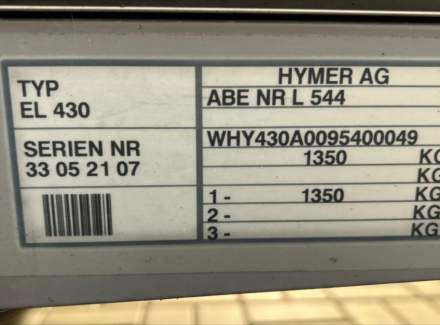 TYP
EL 430
SERIEN NR
33 05 21 07
HYMER AG
ABE NR L 544
WHY430A0095400049
1350 KG
KG
1 - 1350 KG
2 - KG
3 - KG